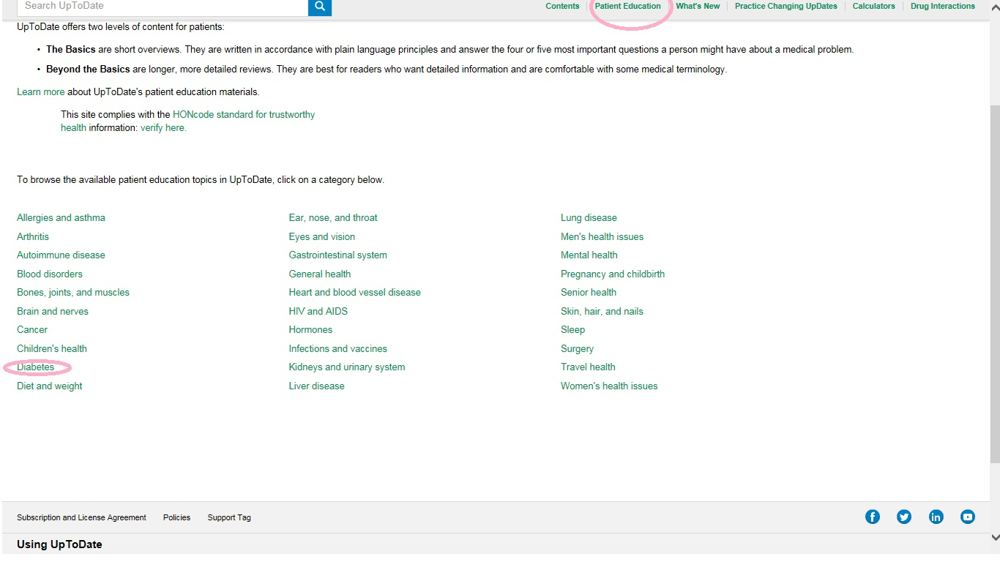 Search UpToDate
Contents Patient Education What's New Practice Changing UpDates Calculators Drug Interactions
UpToDate offers two levels of content for patients:
• The Basics are short overviews. They are written in accordance with plain language principles and answer the four or five most important questions a person might have about a medical problem.
• Beyond the Basics are longer, more detailed reviews. They are best for readers who want detailed information and are comfortable with some medical terminology.
Learn more about UpToDate's patient education materials.
This site complies with the HONcode standard for trustworthy
health information: verify here.
To browse the available patient education topics in UpToDate, click on a category below.
Allergies and asthma
Arthritis
Autoimmune disease
Blood disorders
Bones, joints, and muscles
Brain and nerves
Cancer
Children's health
Diabetes
Diet and weight
Ear, nose, and throat
Eyes and vision
Gastrointestinal system
General health
Heart and blood vessel disease
HIV and AIDS
Hormones
Infections and vaccines
Kidneys and urinary system
Liver disease
Lung disease
Men's health issues
Mental health
Pregnancy and childbirth
Senior health
Skin, hair, and nails
Sleep
Surgery
Travel health
Women's health issues
Subscription and License Agreement Policies Support Tag
Using UpToDate